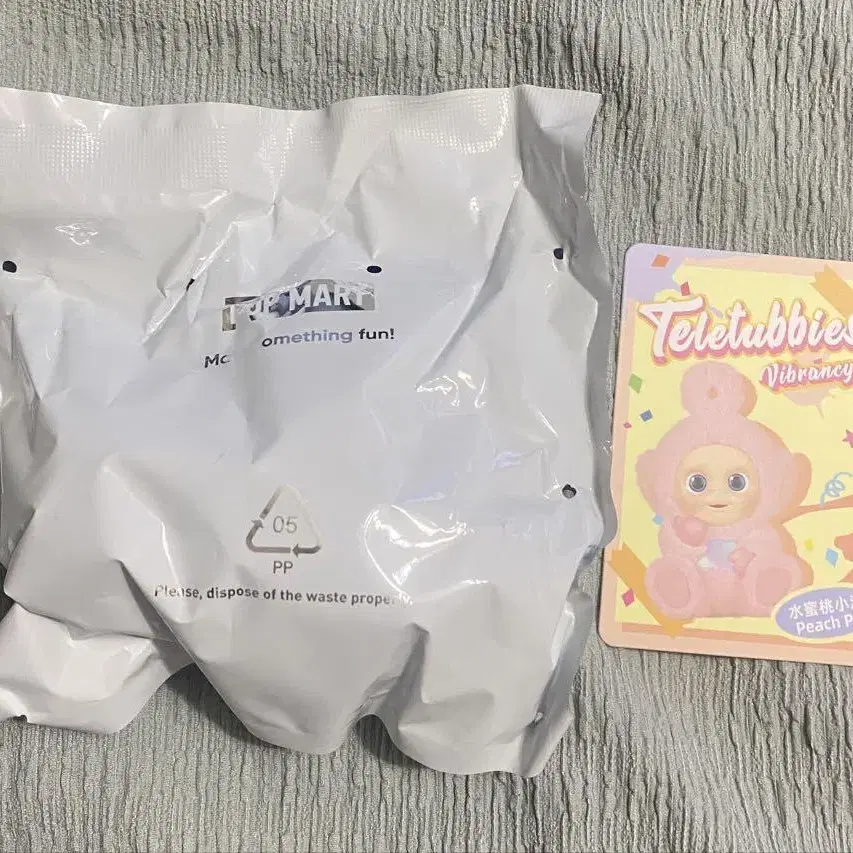 POP MART
something fun!
05
PP
Please, dispose of the waste properly.
Teletubbies
Vibrancy
水蜜桃小
Peach P